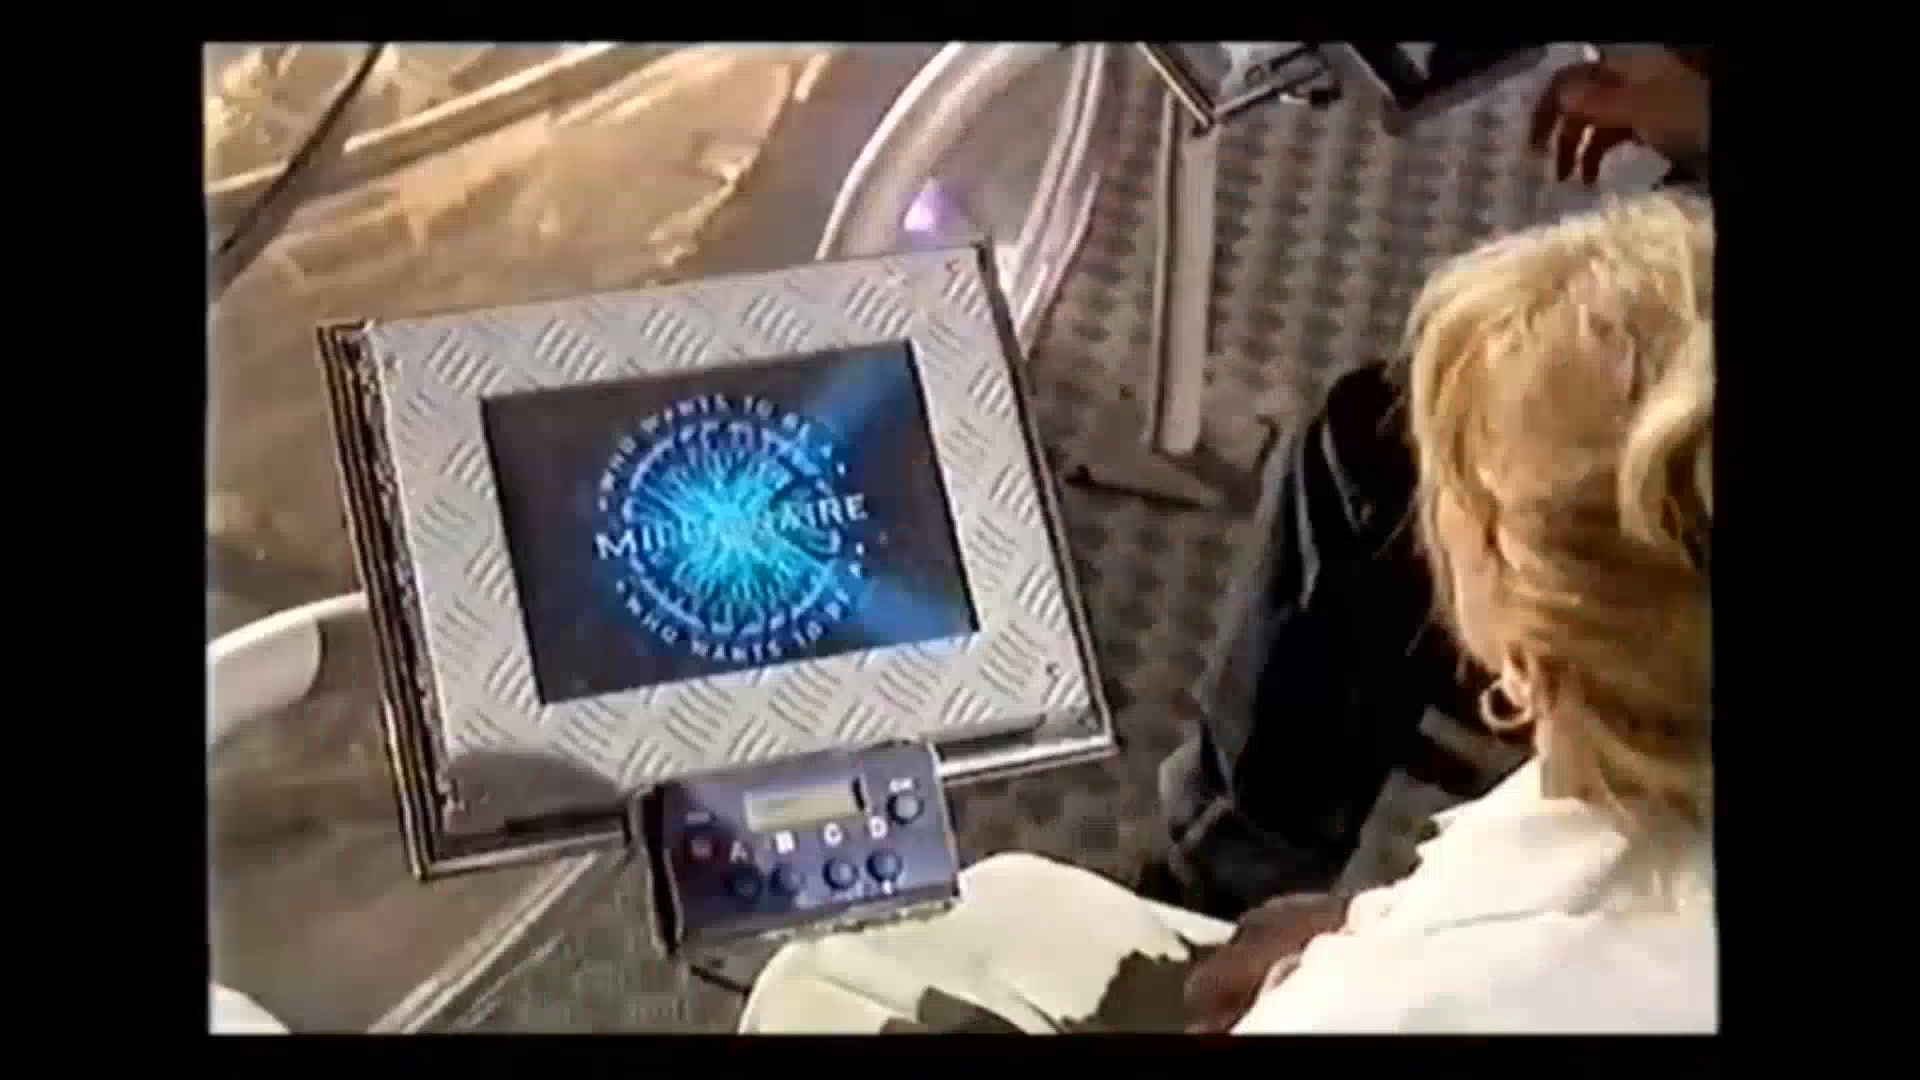 WHO WANTS TO BE A
MILLIONAIRE
WHO WANTS TO BE
A B C D